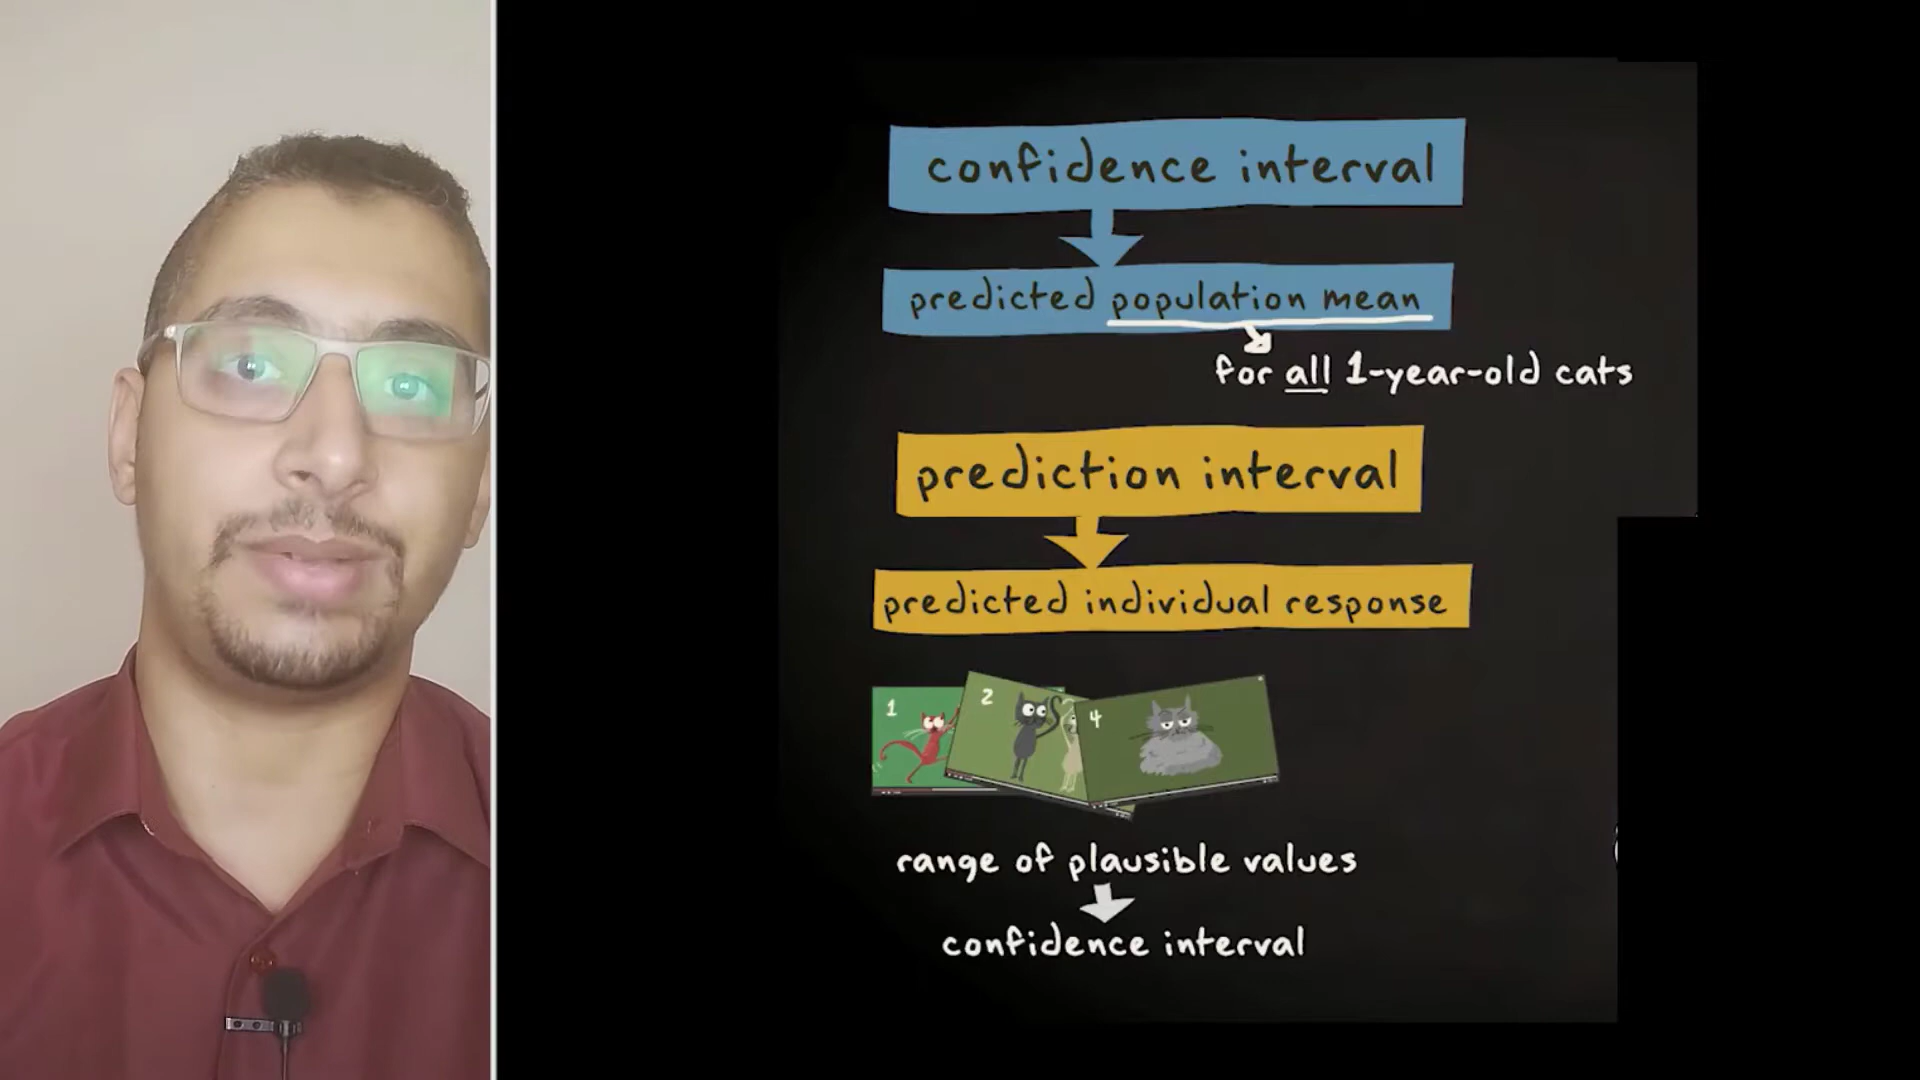 confidence interval
predicted population mean
for all 1-year-old cats
prediction interval
predicted individual response
1
2
4
range of plausible values
confidence interval